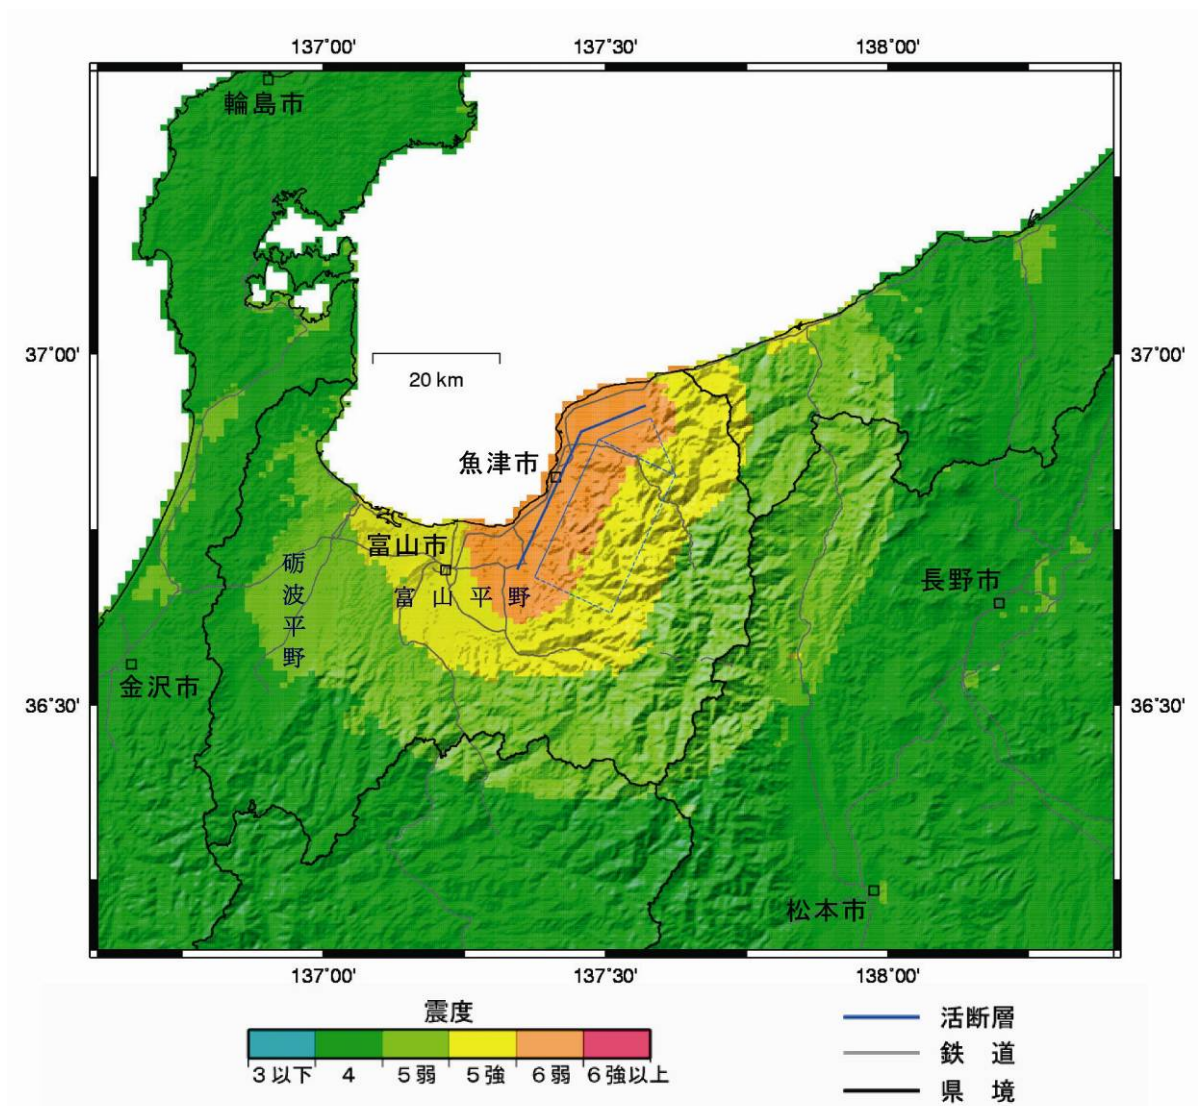 137°00' 137°30' 138°00'
輪島市
37°00' 37°00'
20 km
魚津市
富山市
砺波平野
富山平野
長野市
金沢市
36°30' 36°30'
松本市
137°00' 137°30' 138°00'
震度
3以下 4 5弱 5強 6弱 6強以上
活断層
鉄道
県境